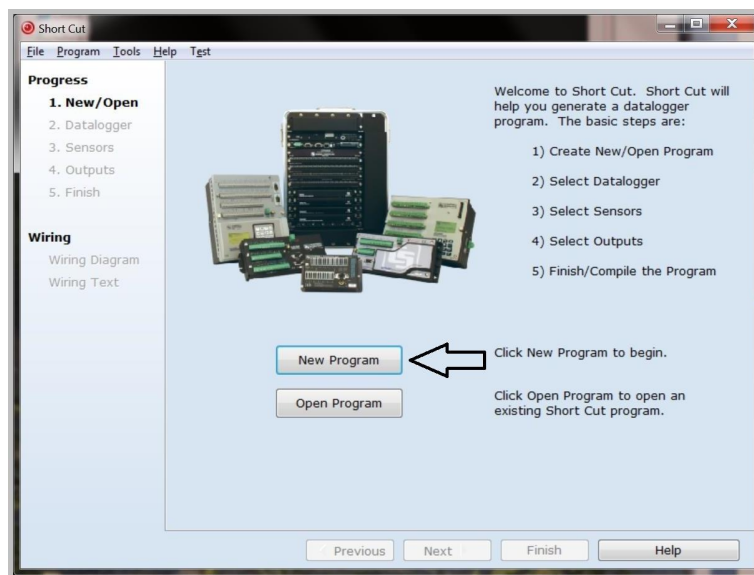 Short Cut
File Program Tools Help Test
Progress
1. New/Open
2. Datalogger
3. Sensors
4. Outputs
5. Finish
Wiring
Wiring Diagram
Wiring Text
Welcome to Short Cut. Short Cut will
help you generate a datalogger
program. The basic steps are:
1) Create New/Open Program
2) Select Datalogger
3) Select Sensors
4) Select Outputs
5) Finish/Compile the Program
New Program
Click New Program to begin.
Open Program
Click Open Program to open an
existing Short Cut program.
Previous Next Finish Help